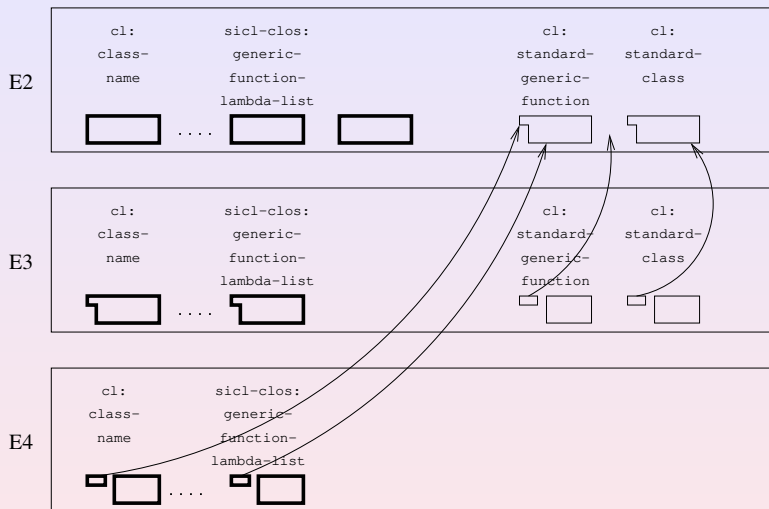 E2
cl:
class-
name
sicl-clos:
generic-
function-
lambda-list
cl:
standard-
generic-
function
cl:
standard-
class
....
E3
cl:
class-
name
sicl-clos:
generic-
function-
lambda-list
cl:
standard-
generic-
function
cl:
standard-
class
....
E4
cl:
class-
name
sicl-clos:
generic-
function-
lambda-list
....